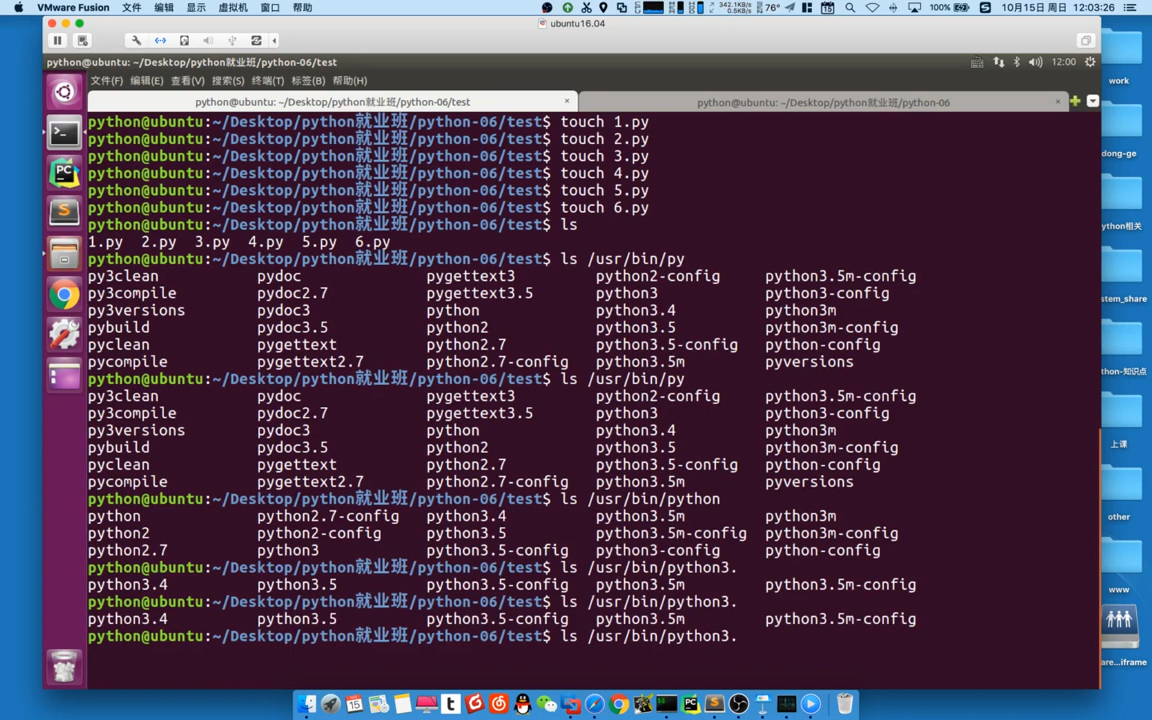 VMware Fusion 文件 编辑 显示 虚拟机 窗口 帮助 342.1KB/s 0.5KB/s 76° 15 100% 10月15日 周日 12:03:26
ubuntu16.04
python@ubuntu: ~/Desktop/python就业班/python-06/test 12:00
文件(F) 编辑(E) 查看(V) 搜索(S) 终端(T) 标签(B) 帮助(H)
python@ubuntu: ~/Desktop/python就业班/python-06/test × python@ubuntu: ~/Desktop/python就业班/python-06 ×
python@ubuntu:~/Desktop/python就业班/python-06/test$ touch 1.py
python@ubuntu:~/Desktop/python就业班/python-06/test$ touch 2.py
python@ubuntu:~/Desktop/python就业班/python-06/test$ touch 3.py
python@ubuntu:~/Desktop/python就业班/python-06/test$ touch 4.py
python@ubuntu:~/Desktop/python就业班/python-06/test$ touch 5.py
python@ubuntu:~/Desktop/python就业班/python-06/test$ touch 6.py
python@ubuntu:~/Desktop/python就业班/python-06/test$ ls
1.py 2.py 3.py 4.py 5.py 6.py
python@ubuntu:~/Desktop/python就业班/python-06/test$ ls /usr/bin/py
py3clean pydoc pygettext3 python2-config python3.5m-config
py3compile pydoc2.7 pygettext3.5 python3 python3-config
py3versions pydoc3 python python3.4 python3m
pybuild pydoc3.5 python2 python3.5 python3m-config
pyclean pygettext python2.7 python3.5-config python-config
pycompile pygettext2.7 python2.7-config python3.5m pyversions
python@ubuntu:~/Desktop/python就业班/python-06/test$ ls /usr/bin/py
py3clean pydoc pygettext3 python2-config python3.5m-config
py3compile pydoc2.7 pygettext3.5 python3 python3-config
py3versions pydoc3 python python3.4 python3m
pybuild pydoc3.5 python2 python3.5 python3m-config
pyclean pygettext python2.7 python3.5-config python-config
pycompile pygettext2.7 python2.7-config python3.5m pyversions
python@ubuntu:~/Desktop/python就业班/python-06/test$ ls /usr/bin/python
python python2.7-config python3.4 python3.5m python3m
python2 python2-config python3.5 python3.5m-config python3m-config
python2.7 python3 python3.5-config python3-config python-config
python@ubuntu:~/Desktop/python就业班/python-06/test$ ls /usr/bin/python3.
python3.4 python3.5 python3.5-config python3.5m python3.5m-config
python@ubuntu:~/Desktop/python就业班/python-06/test$ ls /usr/bin/python3.
python3.4 python3.5 python3.5-config python3.5m python3.5m-config
python@ubuntu:~/Desktop/python就业班/python-06/test$ ls /usr/bin/python3.
work
dong-ge
ython相关
stem_share
thon-知识点
上课
other
www
are...iframe
15